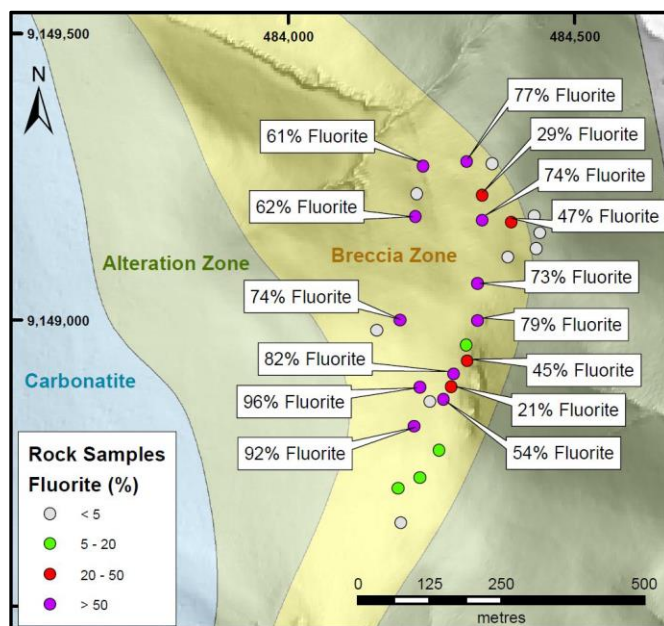 484,000
484,500
9,149,500
N
77% Fluorite
61% Fluorite
29% Fluorite
74% Fluorite
62% Fluorite
47% Fluorite
Alteration Zone
Breccia Zone
73% Fluorite
74% Fluorite
9,149,000
79% Fluorite
82% Fluorite
45% Fluorite
Carbonatite
96% Fluorite
21% Fluorite
92% Fluorite
54% Fluorite
Rock Samples
Fluorite (%)
< 5
5 - 20
20 - 50
> 50
0 125 250 500
metres